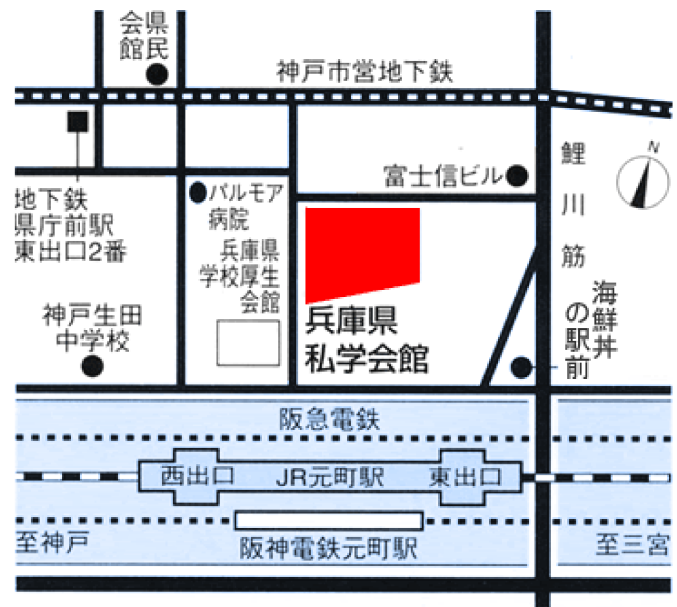 会県
館民
神戸市営地下鉄
地下鉄
県庁前駅
東出口2番
パルモア
病院
富士信ビル
鯉川筋
N
兵庫県
学校厚生
会館
神戸生田
中学校
兵庫県
私学会館
海鮮丼
の駅前
阪急電鉄
西出口
JR元町駅
東出口
至神戸
阪神電鉄元町駅
至三宮